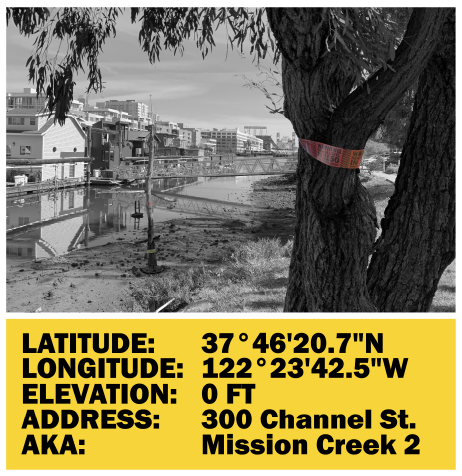 LATITUDE: 37°46'20.7"N
LONGITUDE: 122°23'42.5"W
ELEVATION: 0 FT
ADDRESS: 300 Channel St.
AKA: Mission Creek 2